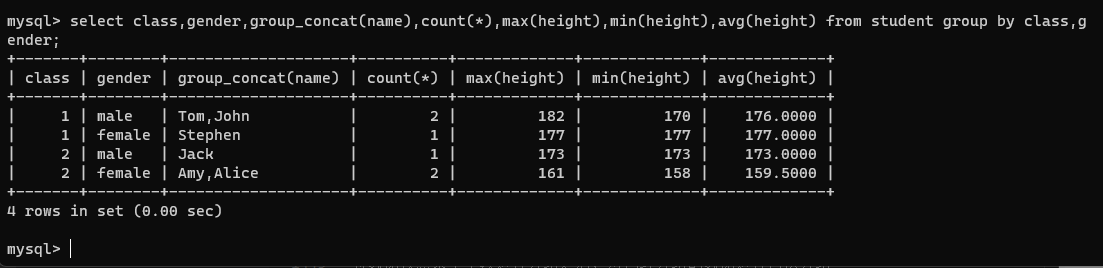 mysql> select class,gender,group_concat(name),count(*),max(height),min(height),avg(height) from student group by class,g
ender;
+-------+--------+--------------------+----------+-------------+-------------+-------------+
| class | gender | group_concat(name) | count(*) | max(height) | min(height) | avg(height) |
+-------+--------+--------------------+----------+-------------+-------------+-------------+
|     1 | male   | Tom,John           |        2 |         182 |         170 |    176.0000 |
|     1 | female | Stephen            |        1 |         177 |         177 |    177.0000 |
|     2 | male   | Jack               |        1 |         173 |         173 |    173.0000 |
|     2 | female | Amy,Alice          |        2 |         161 |         158 |    159.5000 |
+-------+--------+--------------------+----------+-------------+-------------+-------------+
4 rows in set (0.00 sec)
mysql>